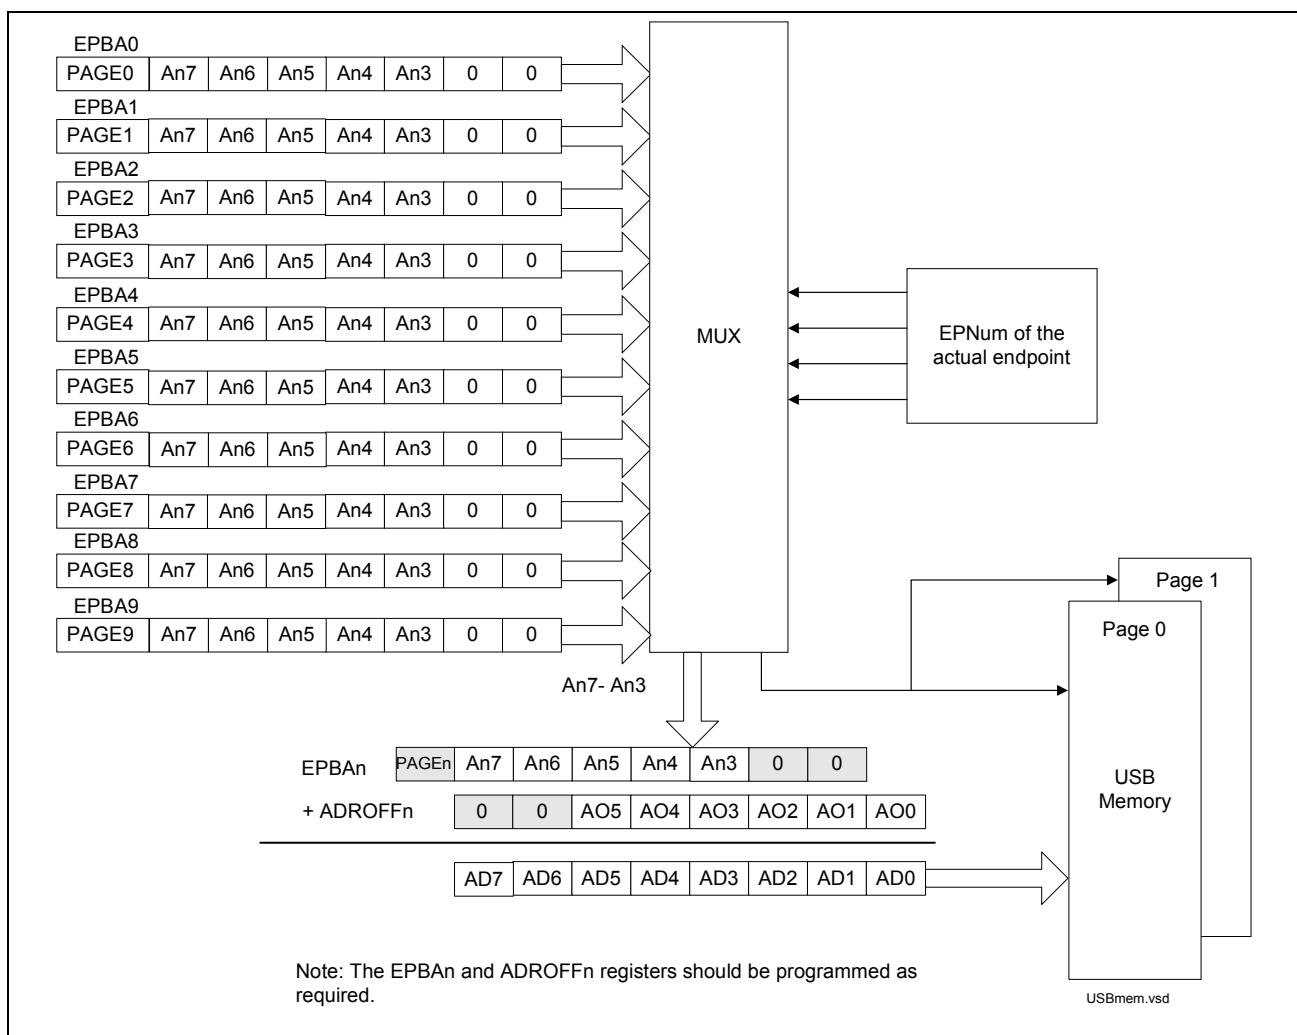 EPBA0
PAGE0 An7 An6 An5 An4 An3 0 0
EPBA1
PAGE1 An7 An6 An5 An4 An3 0 0
EPBA2
PAGE2 An7 An6 An5 An4 An3 0 0
EPBA3
PAGE3 An7 An6 An5 An4 An3 0 0
EPBA4
PAGE4 An7 An6 An5 An4 An3 0 0
EPBA5
PAGE5 An7 An6 An5 An4 An3 0 0
EPBA6
PAGE6 An7 An6 An5 An4 An3 0 0
EPBA7
PAGE7 An7 An6 An5 An4 An3 0 0
EPBA8
PAGE8 An7 An6 An5 An4 An3 0 0
EPBA9
PAGE9 An7 An6 An5 An4 An3 0 0
MUX
EPNum of the
actual endpoint
An7- An3
EPBAn PAGEn An7 An6 An5 An4 An3 0 0
+ ADROFFn 0 0 AO5 AO4 AO3 AO2 AO1 AO0
AD7 AD6 AD5 AD4 AD3 AD2 AD1 AD0
Page 1
Page 0
USB
Memory
Note: The EPBAn and ADROFFn registers should be programmed as
required.
USBmem.vsd